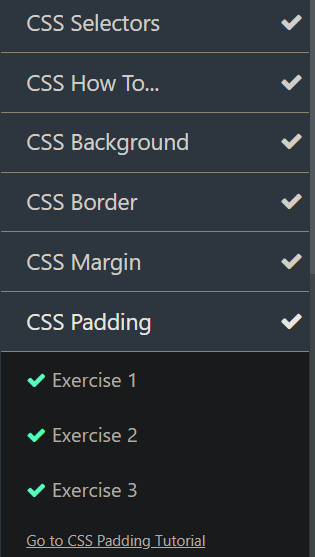 CSS Selectors
CSS How To...
CSS Background
CSS Border
CSS Margin
CSS Padding
Exercise 1
Exercise 2
Exercise 3
Go to CSS Padding Tutorial